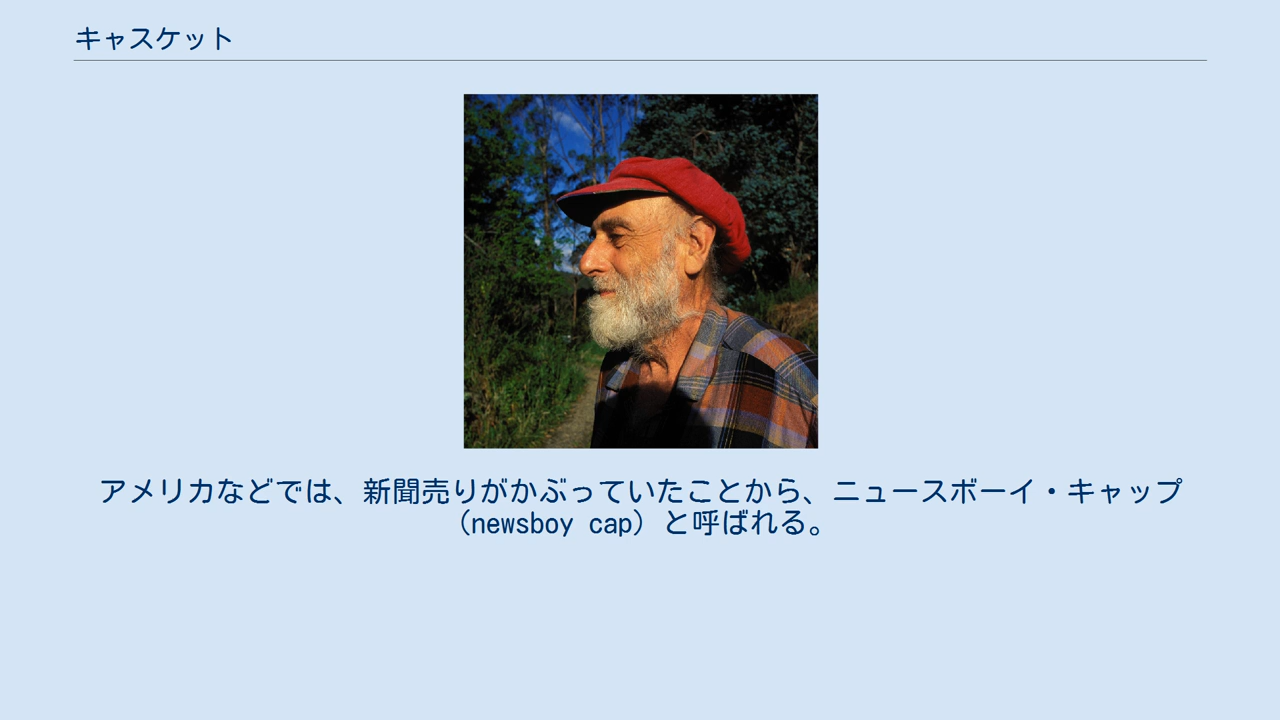 キャスケット
アメリカなどでは、新聞売りがかぶっていたことから、ニュースボーイ・キャップ
（newsboy cap）と呼ばれる。